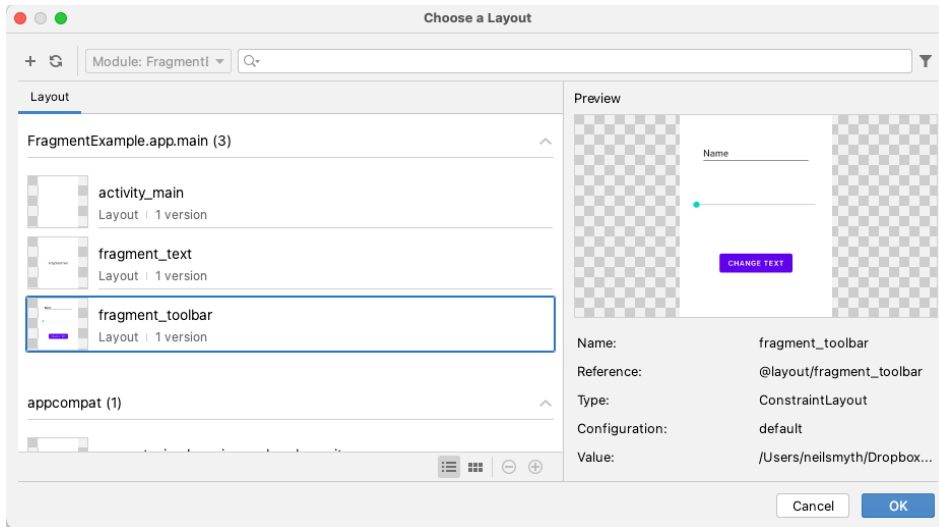 Choose a Layout
Module: Fragment
Layout
FragmentExample.app.main (3)
activity_main
Layout | 1 version
fragment_text
Layout | 1 version
fragment_toolbar
Layout | 1 version
appcompat (1)
Preview
Name
CHANGE TEXT
Name: fragment_toolbar
Reference: @layout/fragment_toolbar
Type: ConstraintLayout
Configuration: default
Value: /Users/neilsmyth/Dropbox...
Cancel OK